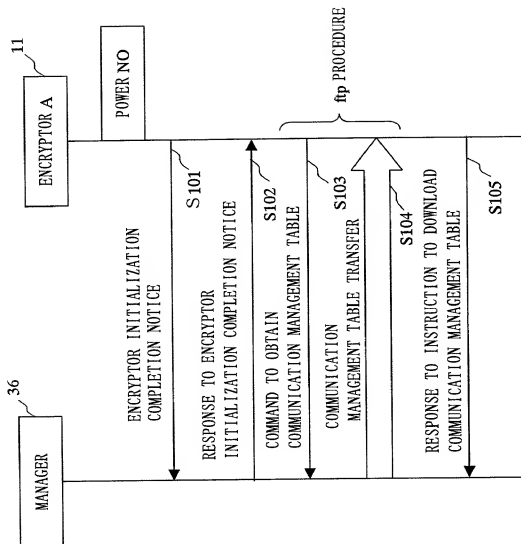 36
MANAGER
11
ENCRYPTOR A
POWER NO
ENCRYPTOR INITIALIZATION
COMPLETION NOTICE
S101
RESPONSE TO ENCRYPTOR
INITIALIZATION COMPLETION NOTICE
S102
COMMAND TO OBTAIN
COMMUNICATION MANAGEMENT TABLE
S103
ftp PROCEDURE
COMMUNICATION
MANAGEMENT TABLE TRANSFER
S104
RESPONSE TO INSTRUCTION TO DOWNLOAD
COMMUNICATION MANAGEMENT TABLE
S105